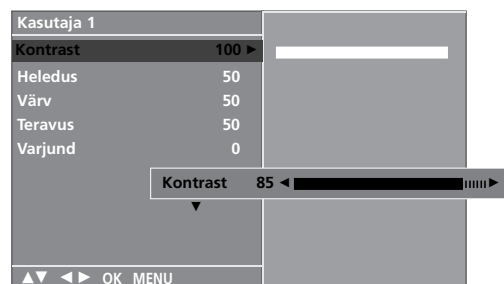 Kasutaja 1
Kontrast 100 ►
Heledus 50
Värv 50
Teravus 50
Varjund 0
Kontrast 85 ◄ ►
▼
▲▼ ◄► OK MENU